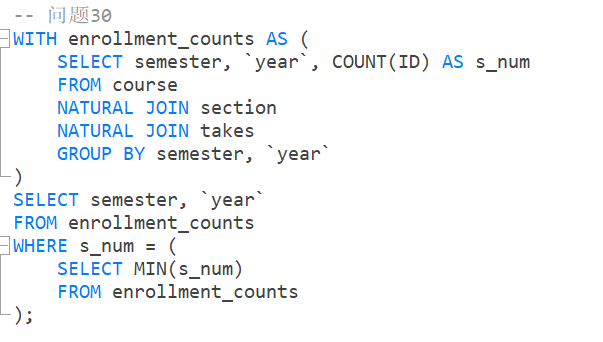 -- 问题30
WITH enrollment_counts AS (
    SELECT semester, `year`, COUNT(ID) AS s_num
    FROM course
    NATURAL JOIN section
    NATURAL JOIN takes
    GROUP BY semester, `year`
)
SELECT semester, `year`
FROM enrollment_counts
WHERE s_num = (
    SELECT MIN(s_num)
    FROM enrollment_counts
);